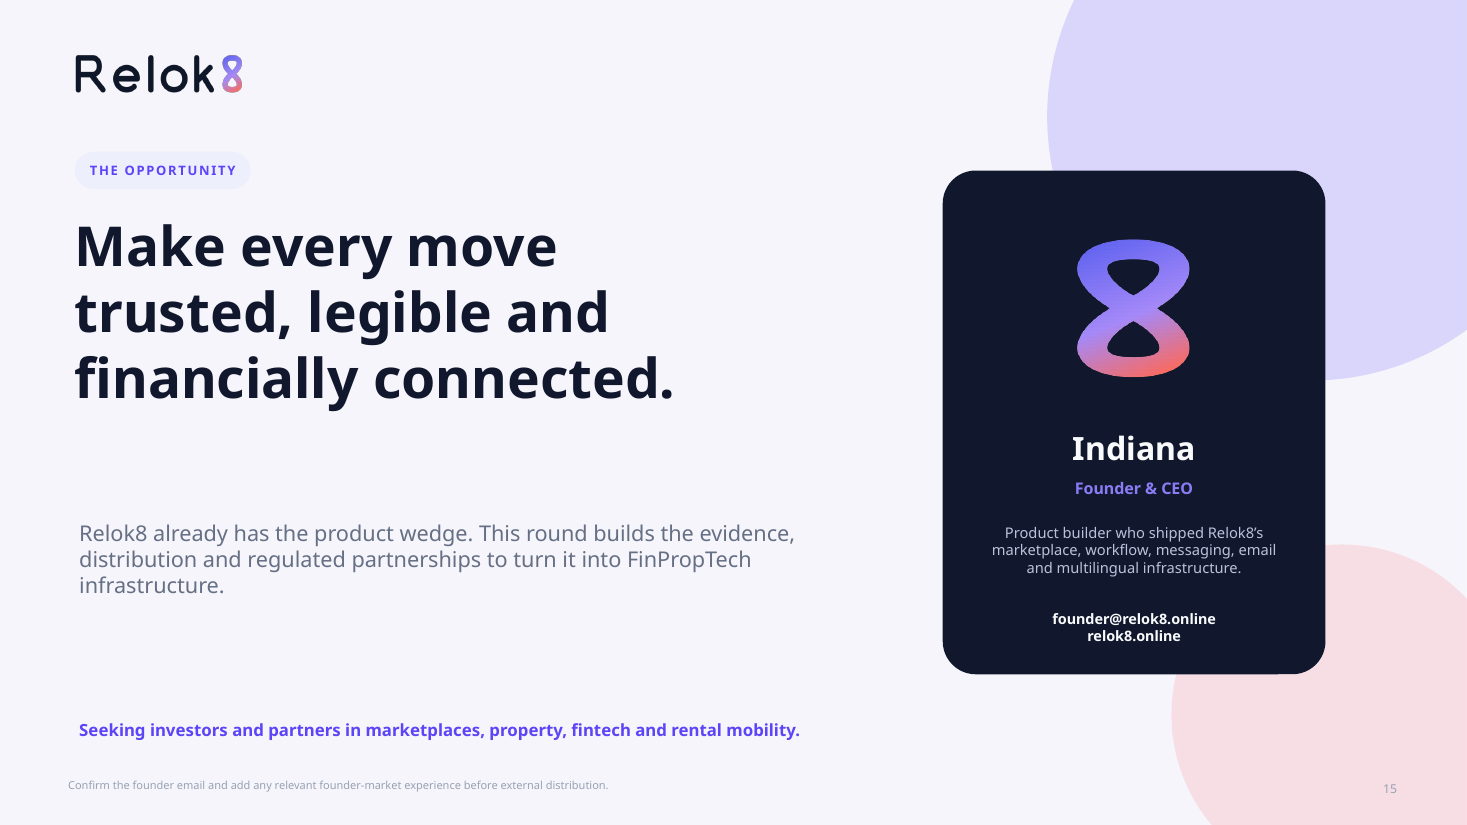 Relok8
THE OPPORTUNITY
Make every move
trusted, legible and
financially connected.
Relok8 already has the product wedge. This round builds the evidence,
distribution and regulated partnerships to turn it into FinPropTech
infrastructure.
Seeking investors and partners in marketplaces, property, fintech and rental mobility.
8
Indiana
Founder & CEO
Product builder who shipped Relok8’s
marketplace, workflow, messaging, email
and multilingual infrastructure.
founder@relok8.online
relok8.online
Confirm the founder email and add any relevant founder-market experience before external distribution.
15